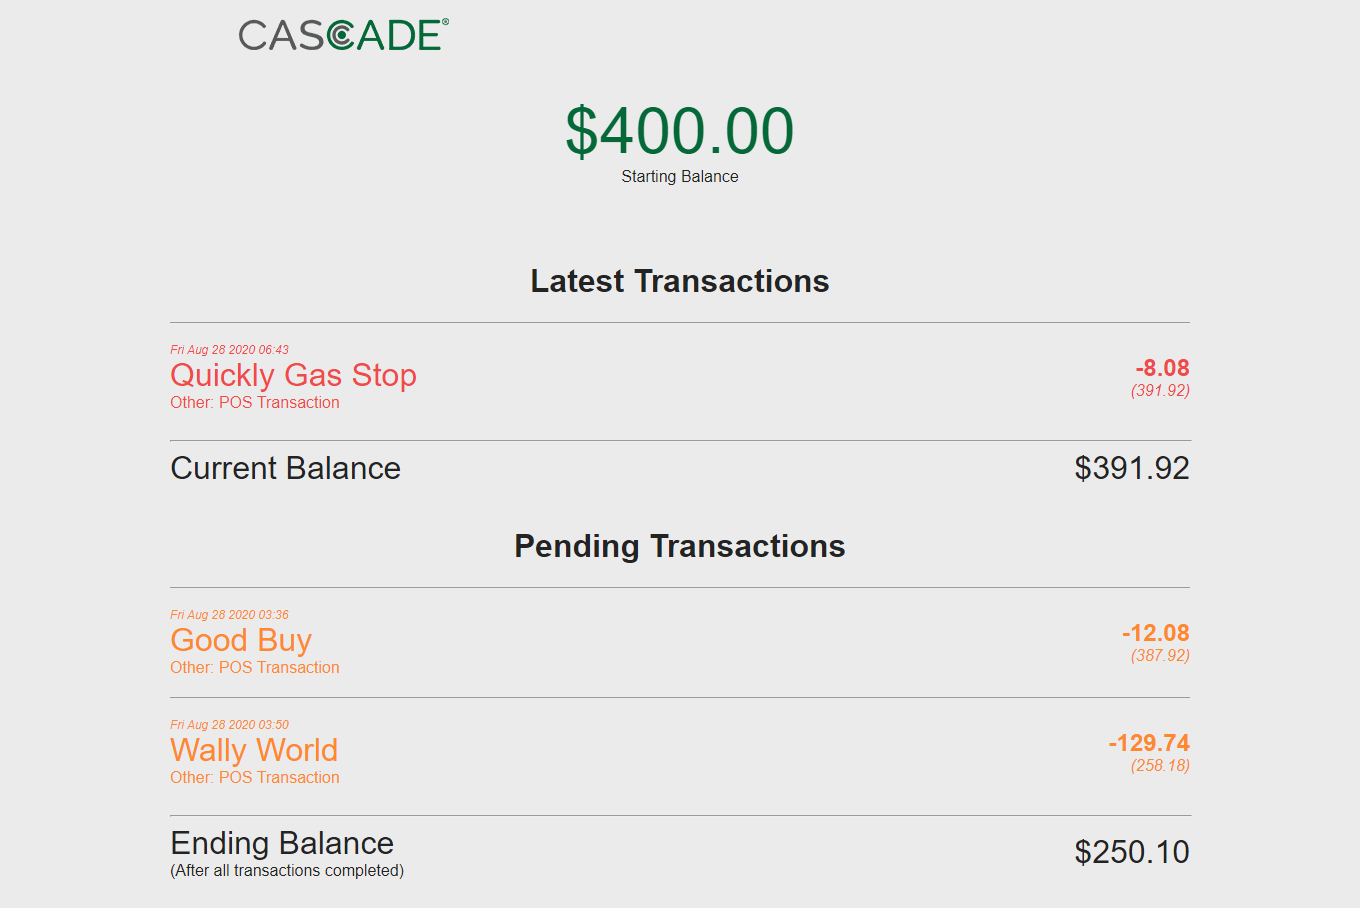 CASCADE®
$400.00
Starting Balance
Latest Transactions
Fri Aug 28 2020 06:43
Quickly Gas Stop
-8.08
(391.92)
Other: POS Transaction
Current Balance
$391.92
Pending Transactions
Fri Aug 28 2020 03:36
Good Buy
-12.08
(387.92)
Other: POS Transaction
Fri Aug 28 2020 03:50
Wally World
-129.74
(258.18)
Other: POS Transaction
Ending Balance
$250.10
(After all transactions completed)